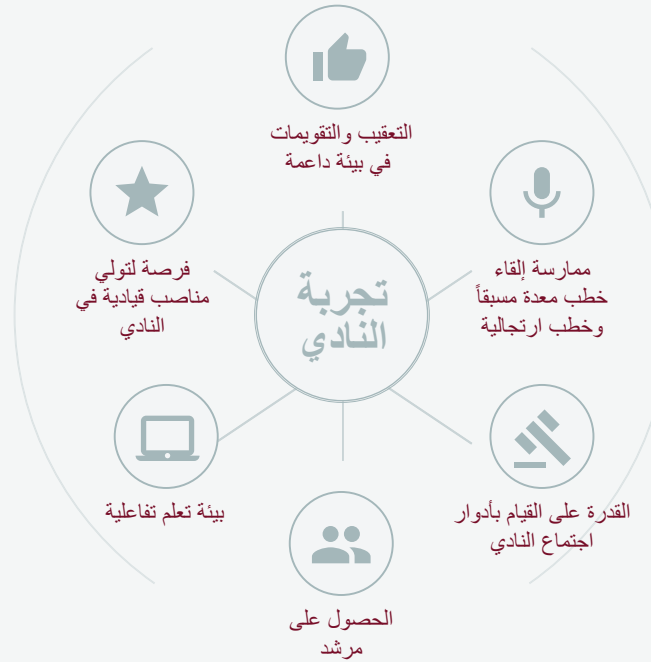 التعقيب والتقويمات
في بيئة داعمة
ممارسة إلقاء
خطب معدة مسبقاً
وخطب ارتجالية
القدرة على القيام بأدوار
اجتماع النادي
الحصول على
مرشد
بيئة تعلم تفاعلية
فرصة لتولي
مناصب قيادية في
النادي
تجربة
النادي